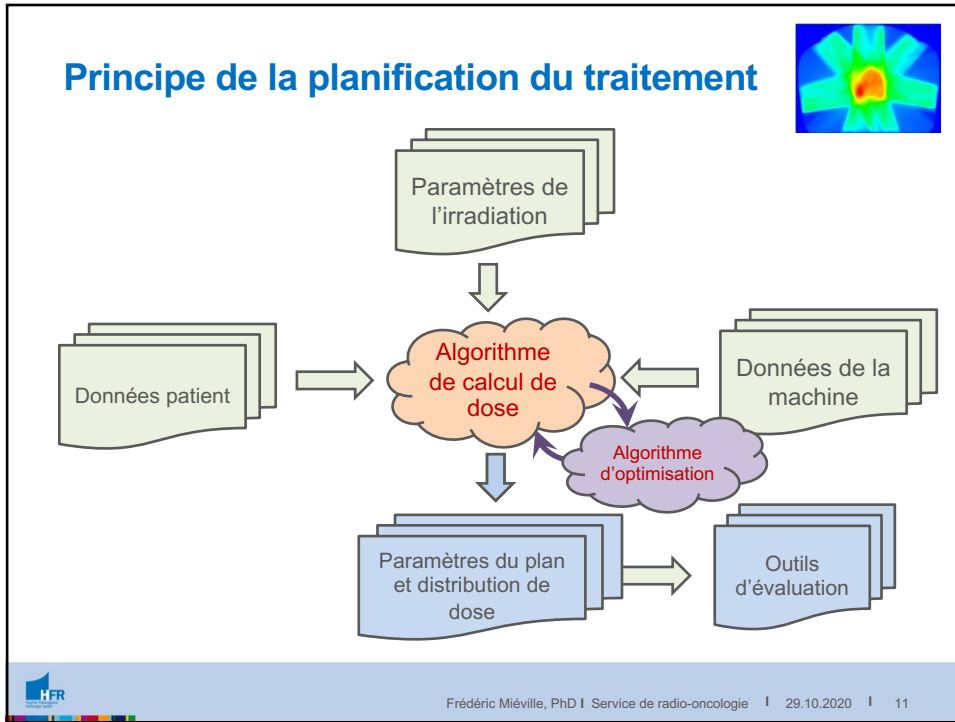 Principe de la planification du traitement
Paramètres de
l'irradiation
Données patient
Algorithme
de calcul de
dose
Données de la
machine
Algorithme
d'optimisation
Paramètres du plan
et distribution de
dose
Outils
d'évaluation
HFR
Frédéric Miéville, PhD I Service de radio-oncologie I 29.10.2020 I 11